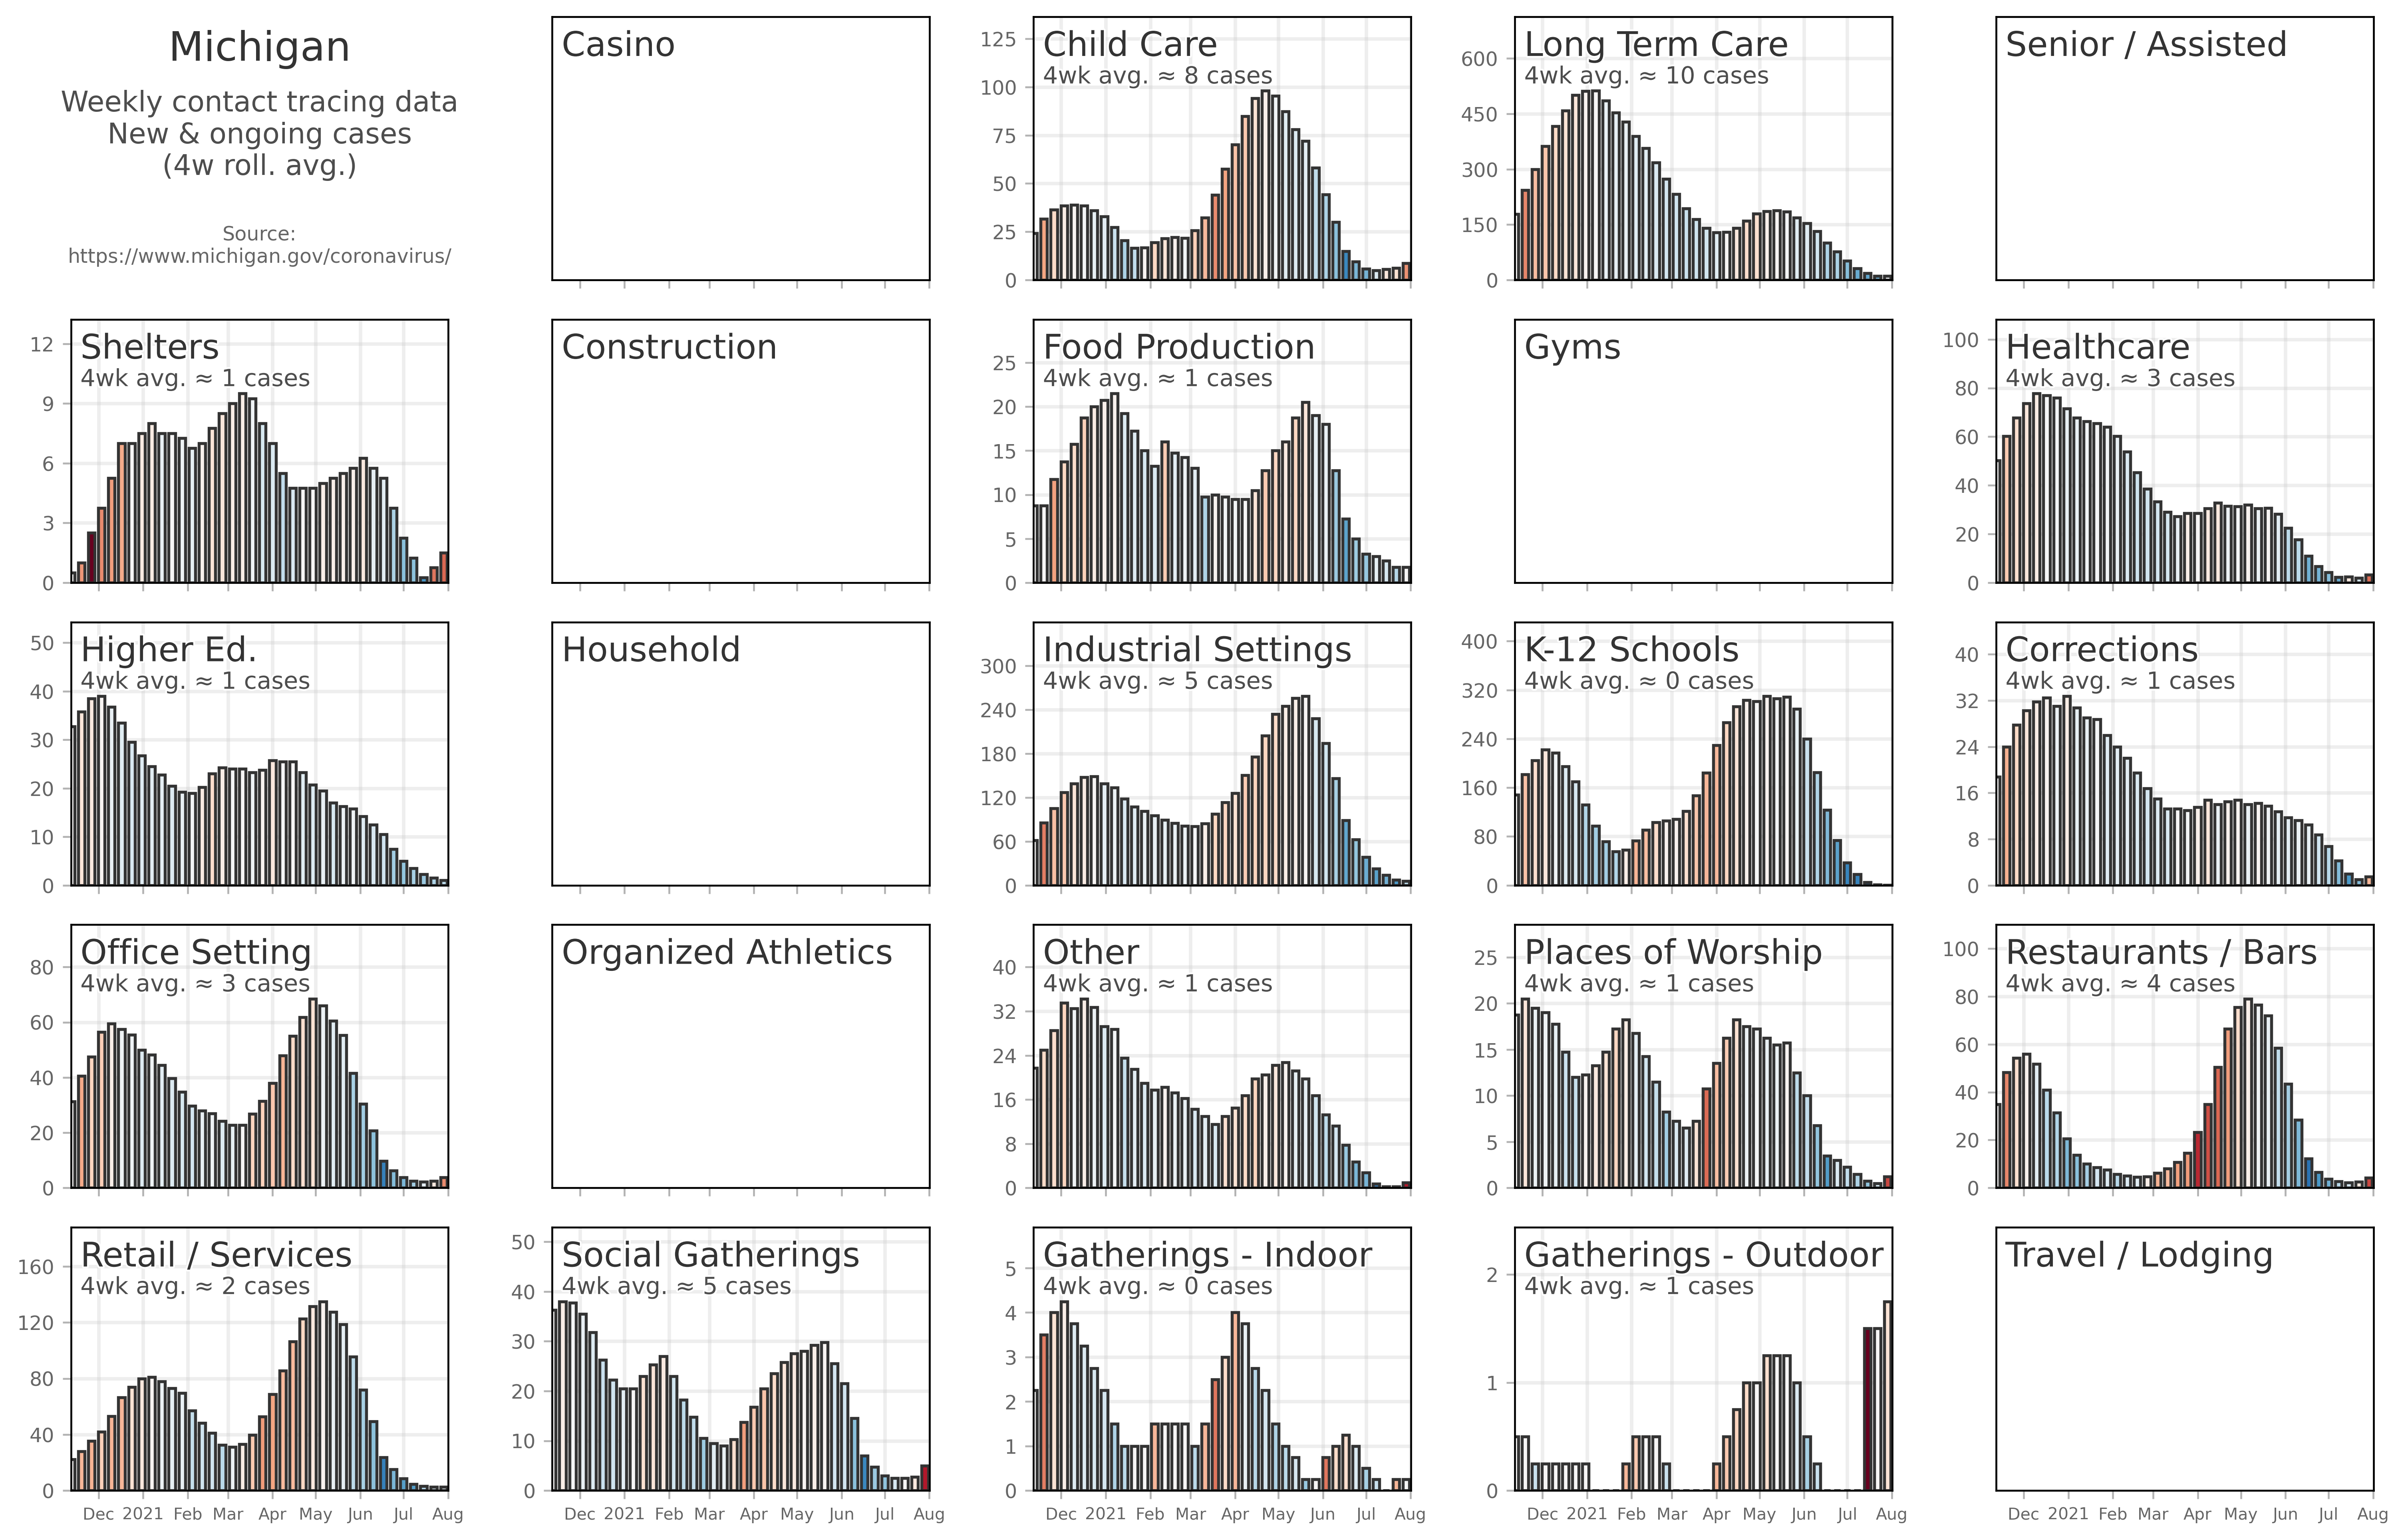 Michigan
Weekly contact tracing data
New & ongoing cases
(4w roll. avg.)
Source:
https://www.michigan.gov/coronavirus/
Casino
Child Care
4wk avg. ≈ 8 cases
125
100
75
50
25
0
Long Term Care
4wk avg. ≈ 10 cases
600
450
300
150
0
Senior / Assisted
Shelters
4wk avg. ≈ 1 cases
12
9
6
3
0
Construction
Food Production
4wk avg. ≈ 1 cases
25
20
15
10
5
0
Gyms
Healthcare
4wk avg. ≈ 3 cases
100
80
60
40
20
0
Higher Ed.
4wk avg. ≈ 1 cases
50
40
30
20
10
0
Household
Industrial Settings
4wk avg. ≈ 5 cases
300
240
180
120
60
0
K-12 Schools
4wk avg. ≈ 0 cases
400
320
240
160
80
0
Corrections
4wk avg. ≈ 1 cases
40
32
24
16
8
0
Office Setting
4wk avg. ≈ 3 cases
80
60
40
20
0
Organized Athletics
Other
4wk avg. ≈ 1 cases
40
32
24
16
8
0
Places of Worship
4wk avg. ≈ 1 cases
25
20
15
10
5
0
Restaurants / Bars
4wk avg. ≈ 4 cases
100
80
60
40
20
0
Retail / Services
4wk avg. ≈ 2 cases
160
120
80
40
0
Dec 2021 Feb Mar Apr May Jun Jul Aug
Social Gatherings
4wk avg. ≈ 5 cases
50
40
30
20
10
0
Dec 2021 Feb Mar Apr May Jun Jul Aug
Gatherings - Indoor
4wk avg. ≈ 0 cases
5
4
3
2
1
0
Dec 2021 Feb Mar Apr May Jun Jul Aug
Gatherings - Outdoor
4wk avg. ≈ 1 cases
2
1
0
Dec 2021 Feb Mar Apr May Jun Jul Aug
Travel / Lodging
Dec 2021 Feb Mar Apr May Jun Jul Aug